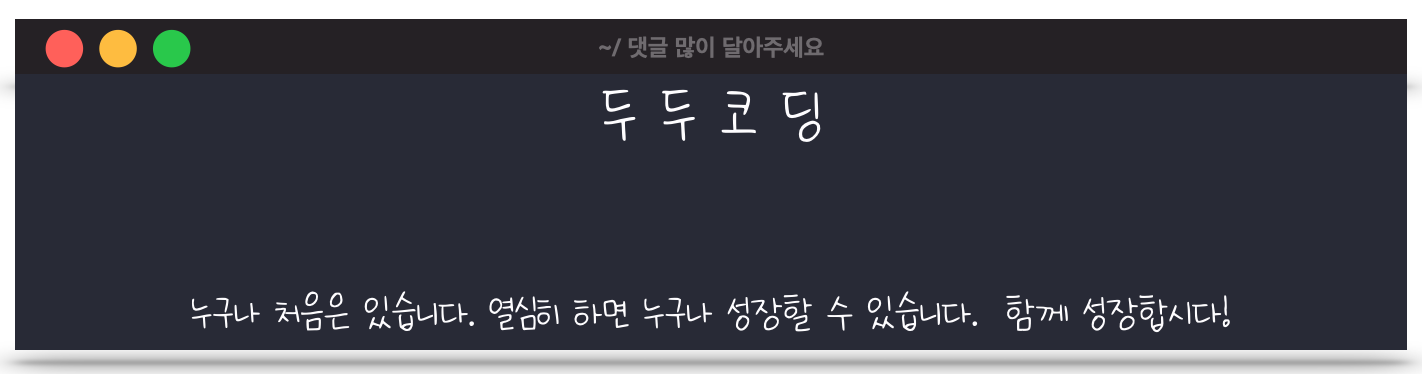 ~/ 댓글 많이 달아주세요
두 두 코 딩
누구나 처음은 있습니다. 열심히 하면 누구나 성장할 수 있습니다. 함께 성장합시다!